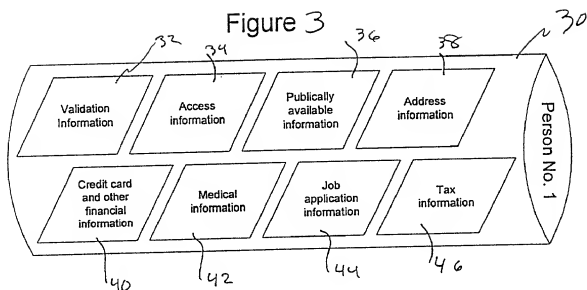 Figure 3
32
34
36
38
30
Validation
Information
Access
information
Publically
available
information
Address
information
Person No. 1
Credit card
and other
financial
information
Medical
information
Job
application
information
Tax
information
40
42
44
46